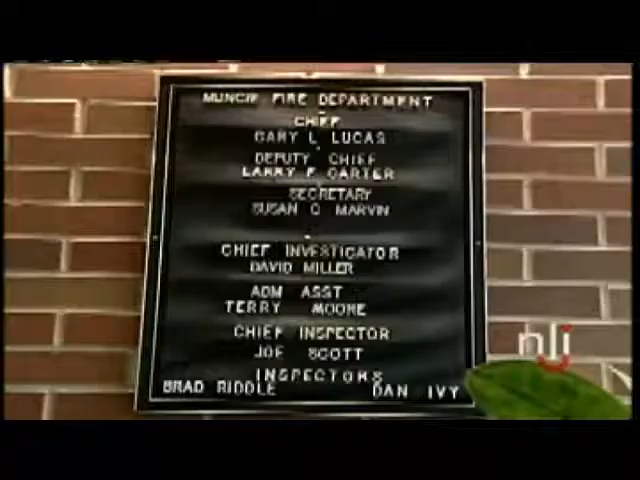 MUNCIE FIRE DEPARTMENT
CHIEF
GARY L LUCAS
DEPUTY CHIEF
LARRY F CARTER
SECRETARY
SUSAN O MARVIN
CHIEF INVESTIGATOR
DAVID MILLER
ADM ASST
TERRY MOORE
CHIEF INSPECTOR
JOE SCOTT
INSPECTORS
BRAD RIDDLE DAN IVY